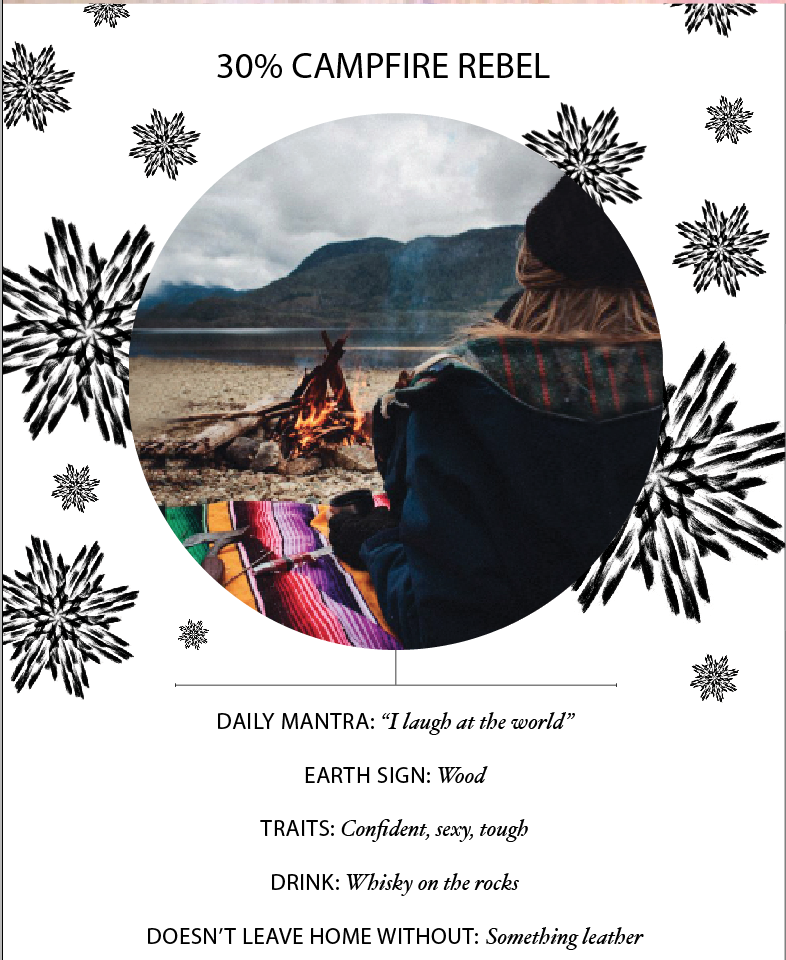 30% CAMPFIRE REBEL
DAILY MANTRA: “I laugh at the world”
EARTH SIGN: Wood
TRAITS: Confident, sexy, tough
DRINK: Whisky on the rocks
DOESN’T LEAVE HOME WITHOUT: Something leather